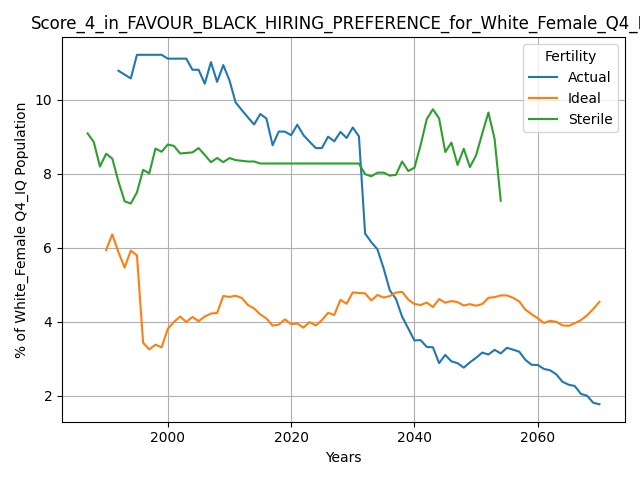 Score_4_in_FAVOUR_BLACK_HIRING_PREFERENCE_for_White_Female_Q4_I
Fertility
Actual
Ideal
Sterile
% of White_Female Q4_IQ Population
10
8
6
4
2
2000 2020 2040 2060
Years